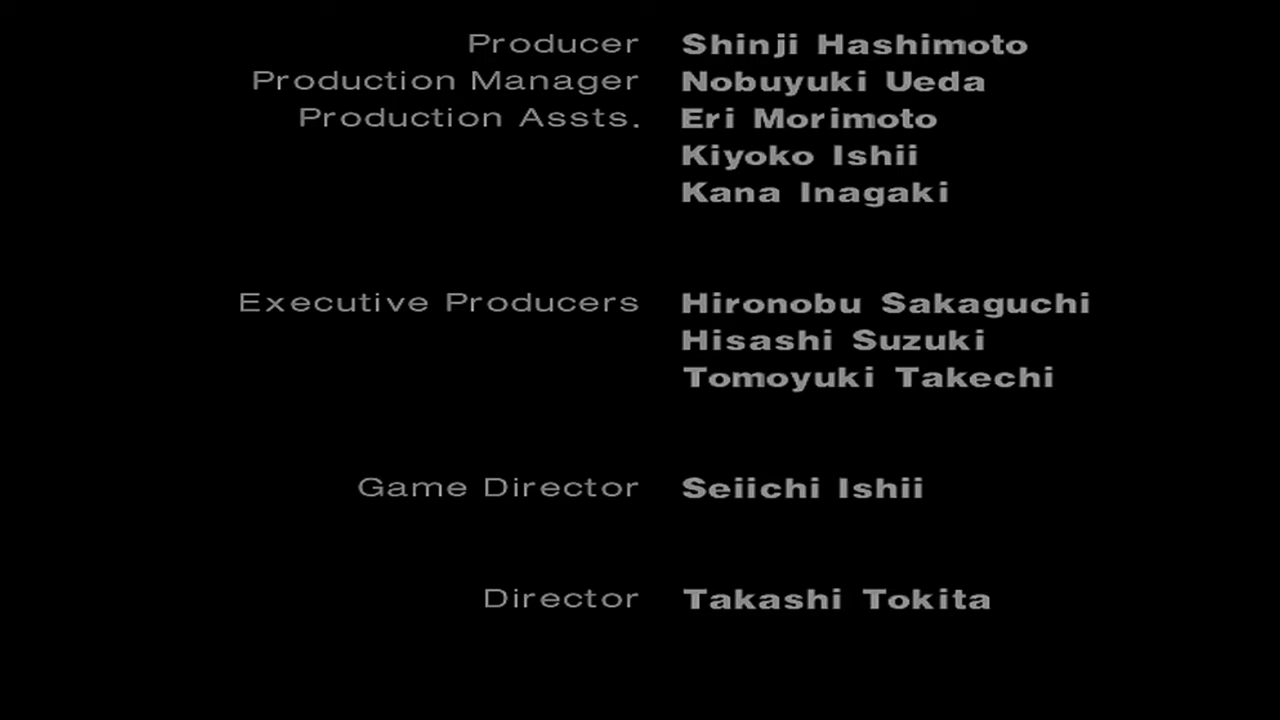 Producer Shinji Hashimoto
Production Manager Nobuyuki Ueda
Production Assts. Eri Morimoto
Kiyoko Ishii
Kana Inagaki
Executive Producers Hironobu Sakaguchi
Hisashi Suzuki
Tomoyuki Takechi
Game Director Seiichi Ishii
Director Takashi Tokita